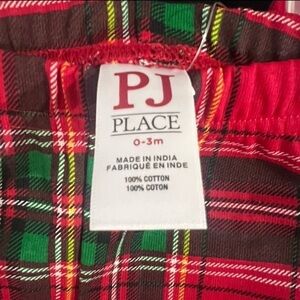 PJ
PLACE
0-3m
MADE IN INDIA
FABRIQUÉ EN INDE
100% COTTON
100% COTON